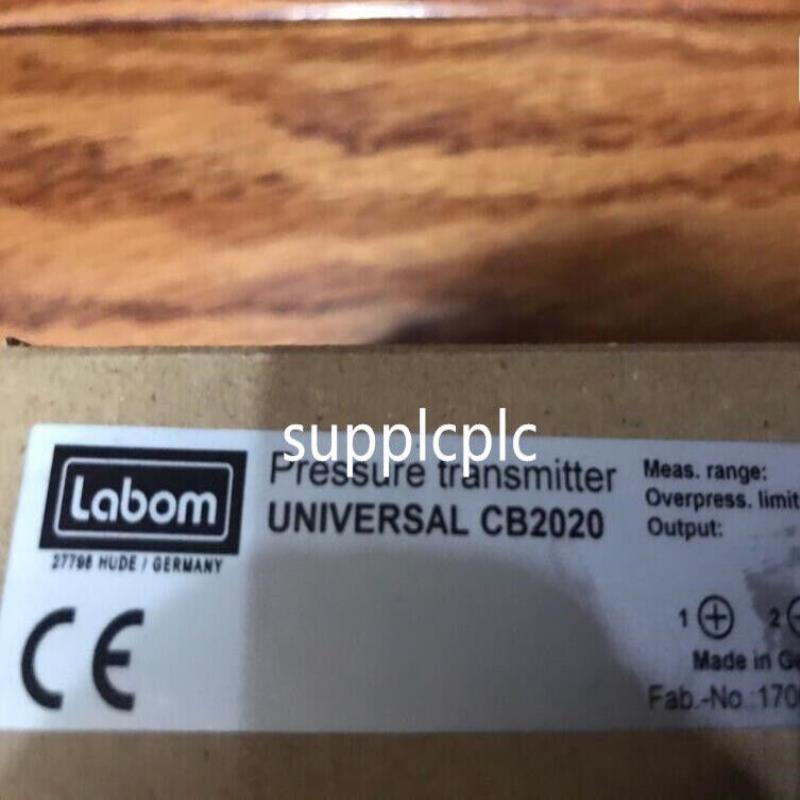 supplcplc
Labom
27798 HUDE / GERMANY
Pressure transmitter
UNIVERSAL CB2020
Meas. range:
Overpress. limit
Output:
1 2
Made in
Fab.-No.:170
CE